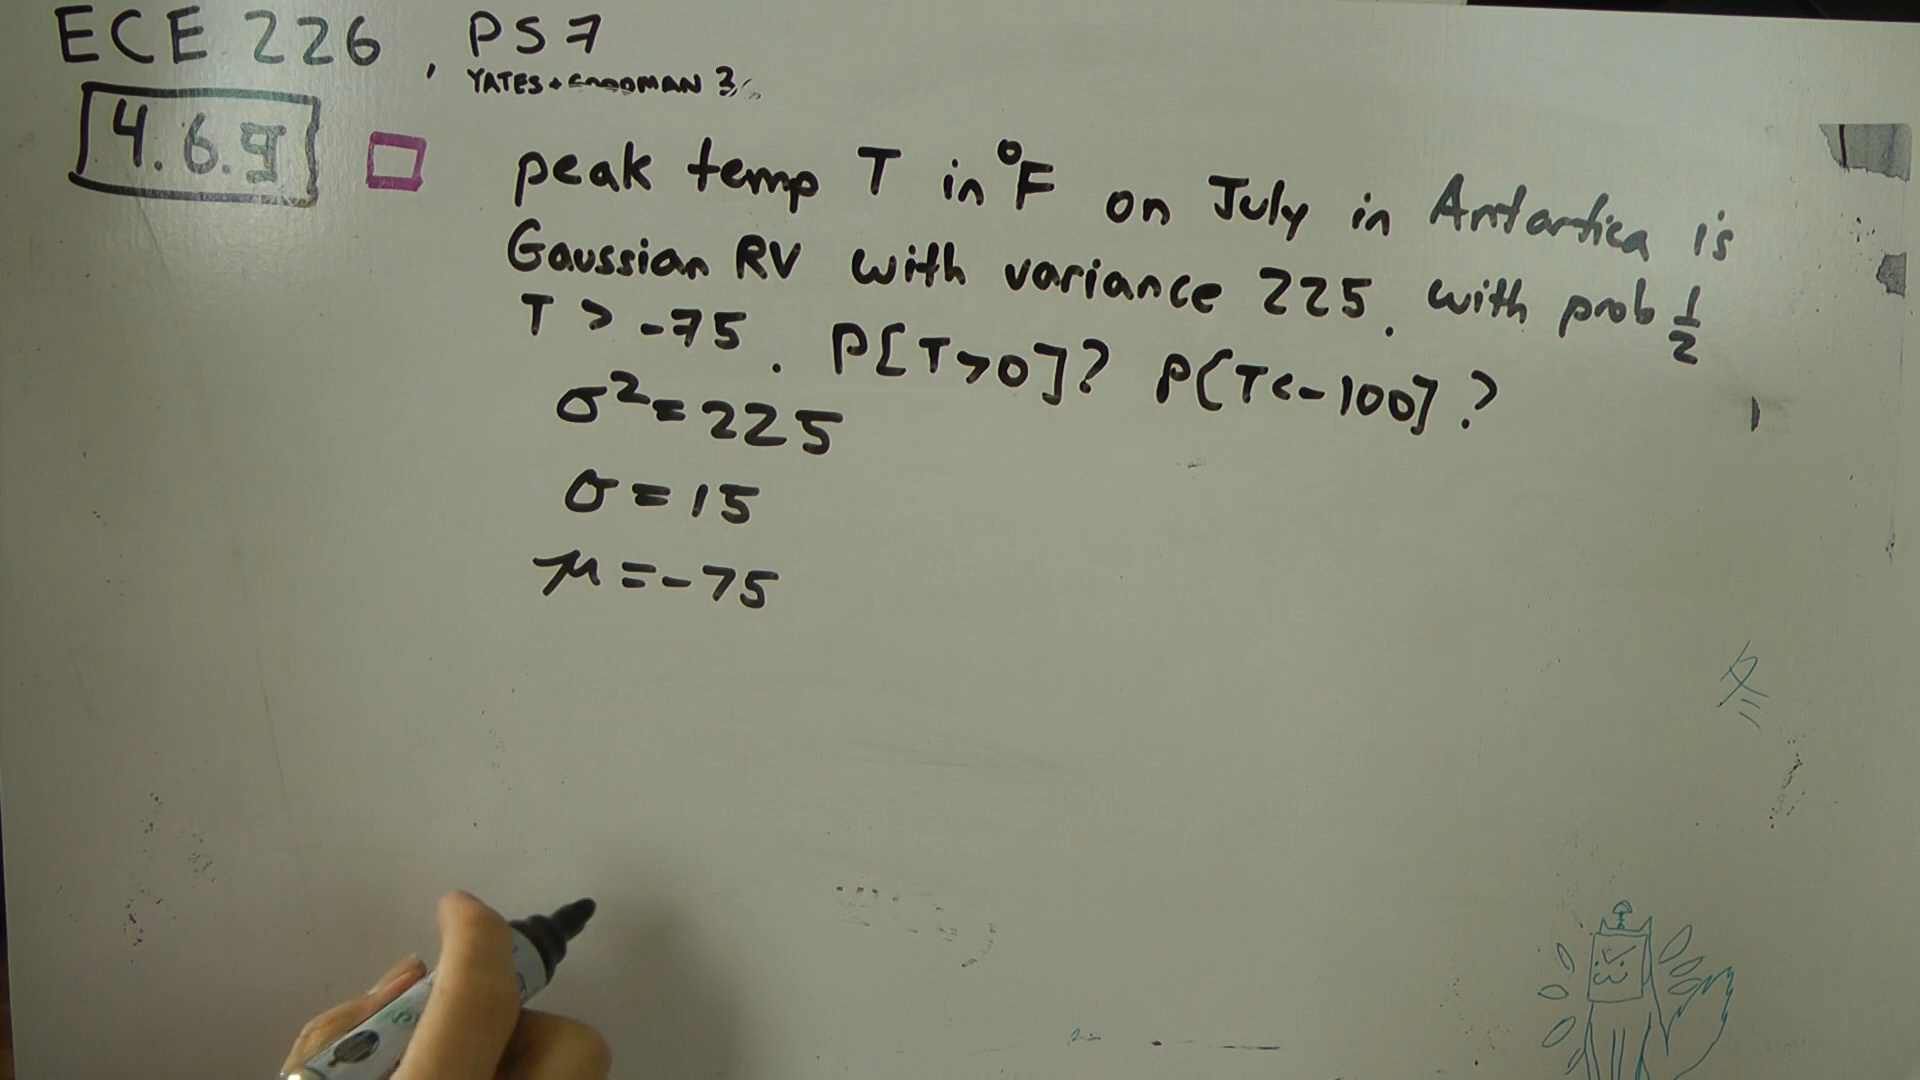 ECE 226, PS7
YATES + GOODMAN 3
4.6.9
peak temp T in °F on July in Antartica is
Gaussian RV with variance 225. with prob 1/2
T > -75. P[T>0]? P[T<-100]?
σ²=225
σ=15
μ=-75
冬